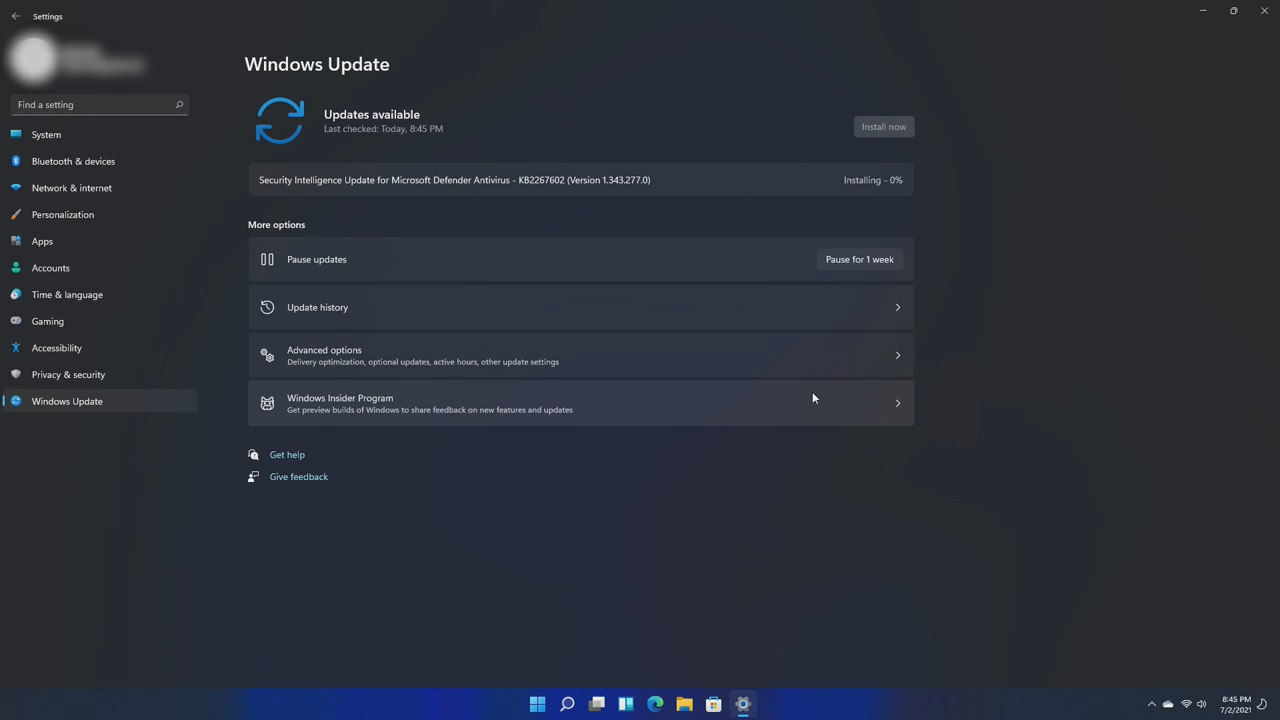 Settings
Find a setting
System
Bluetooth & devices
Network & internet
Personalization
Apps
Accounts
Time & language
Gaming
Accessibility
Privacy & security
Windows Update
Windows Update
Updates available
Last checked: Today, 8:45 PM
Install now
Security Intelligence Update for Microsoft Defender Antivirus - KB2267602 (Version 1.343.277.0)
Installing - 0%
More options
Pause updates
Pause for 1 week
Update history
Advanced options
Delivery optimization, optional updates, active hours, other update settings
Windows Insider Program
Get preview builds of Windows to share feedback on new features and updates
Get help
Give feedback
8:45 PM
7/2/2021